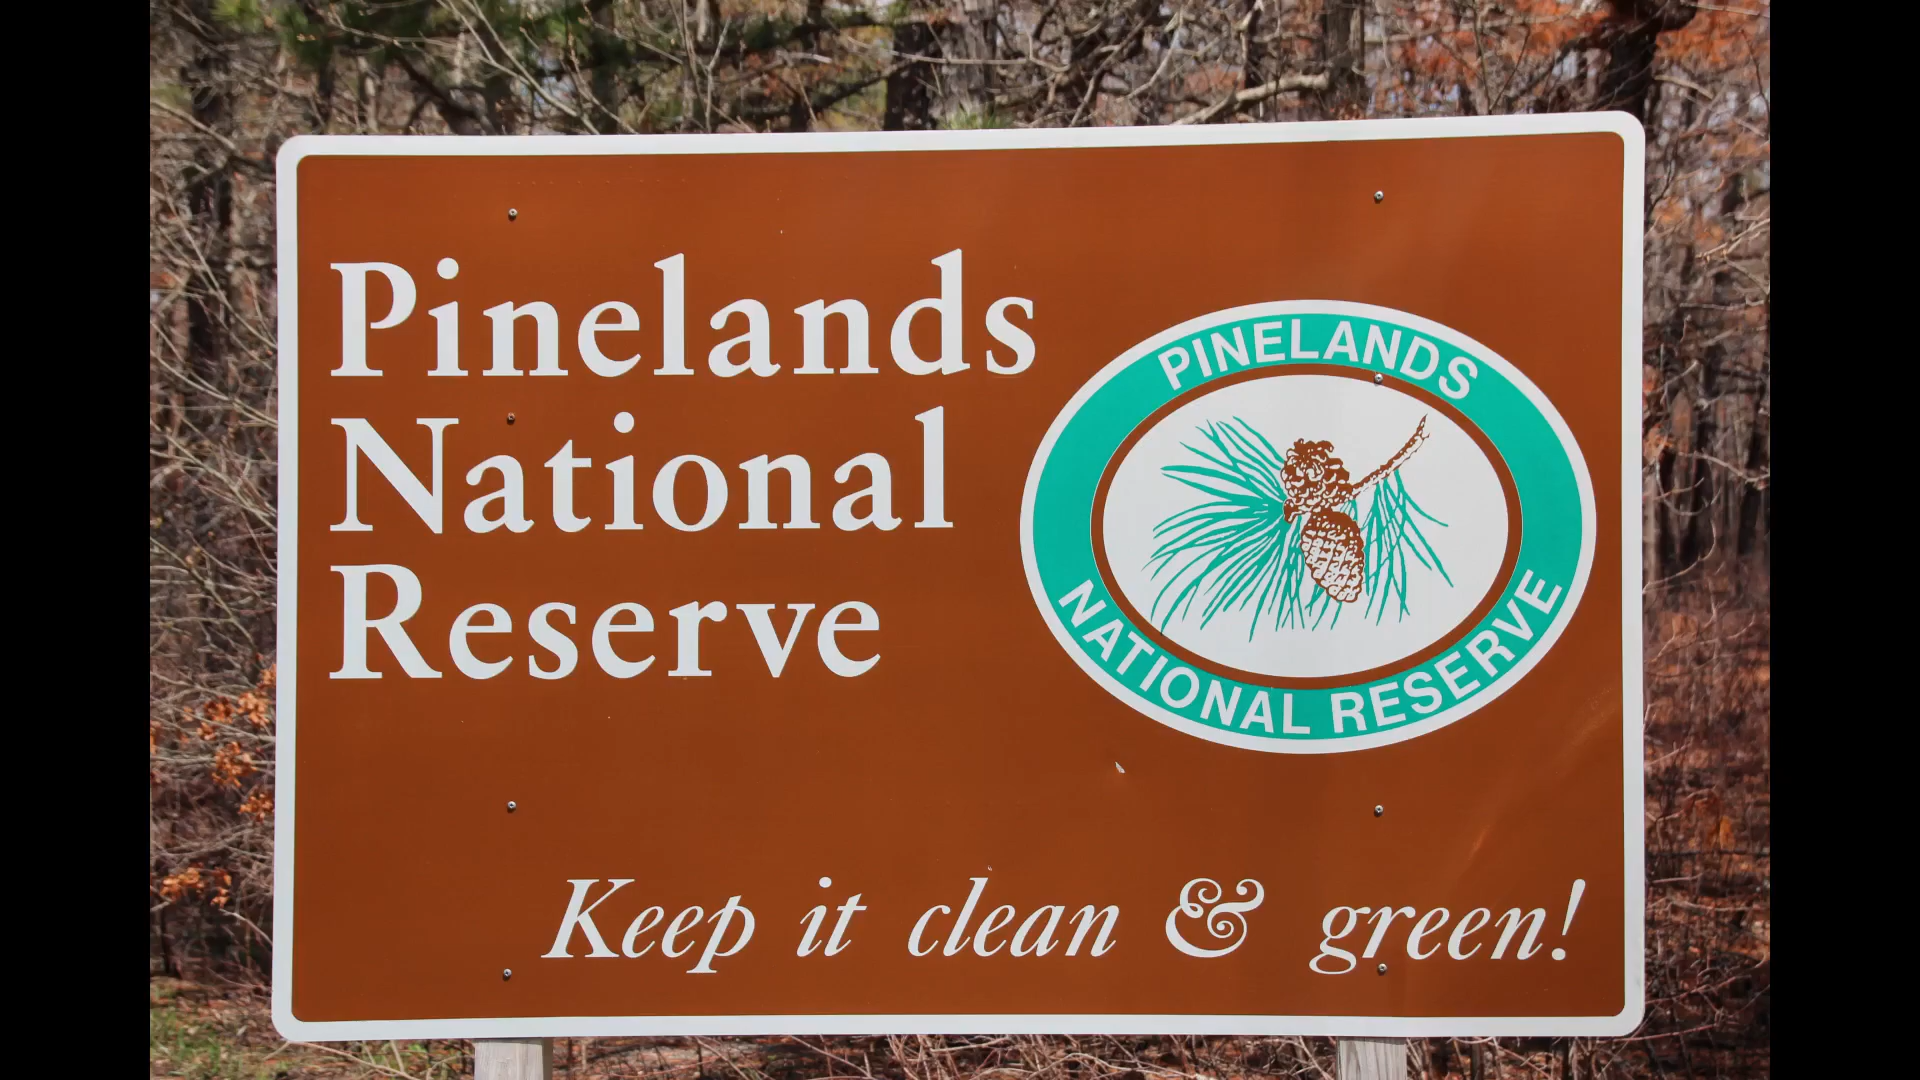 Pinelands
National
Reserve
PINELANDS
NATIONAL RESERVE
Keep it clean & green!